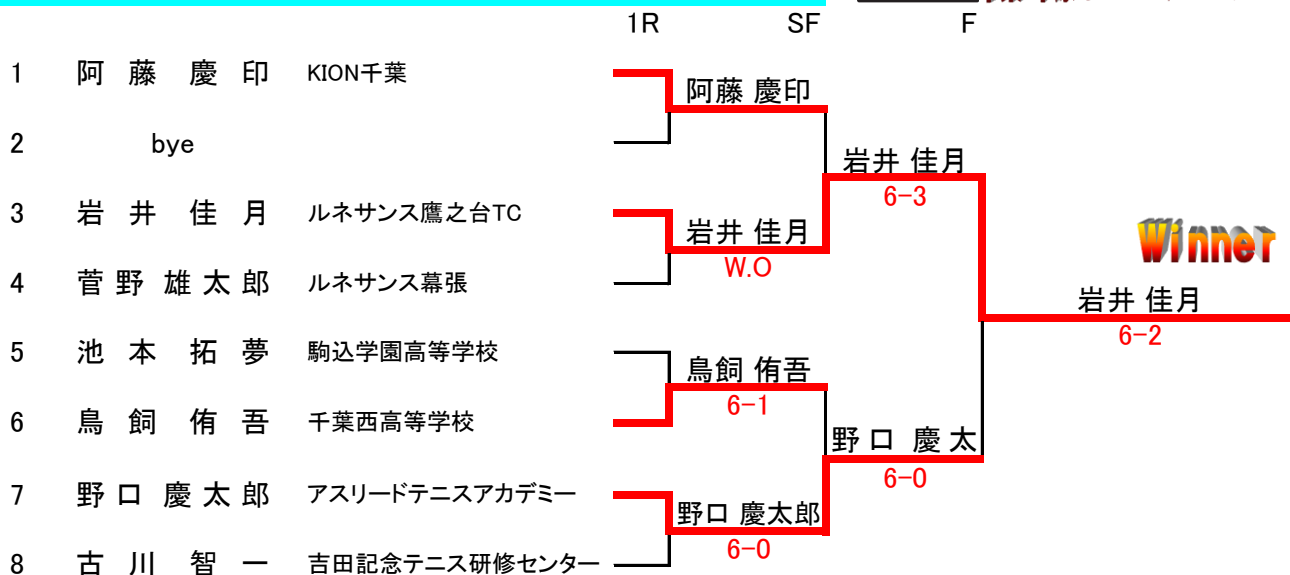 1R SF F
1 阿 藤 慶 印 KION千葉
阿藤 慶印
2 bye
岩井 佳月
6-3
3 岩 井 佳 月 ルネサンス鷹之台TC
岩井 佳月
W.O
Winner
4 菅 野 雄 太 郎 ルネサンス幕張
岩井 佳月
6-2
5 池 本 拓 夢 駒込学園高等学校
鳥飼 侑吾
6-1
6 鳥 飼 侑 吾 千葉西高等学校
野 口 慶 太
6-0
7 野 口 慶 太 郎 アスリードテニスアカデミー
野口 慶太郎
6-0
8 古 川 智 一 吉田記念テニス研修センター